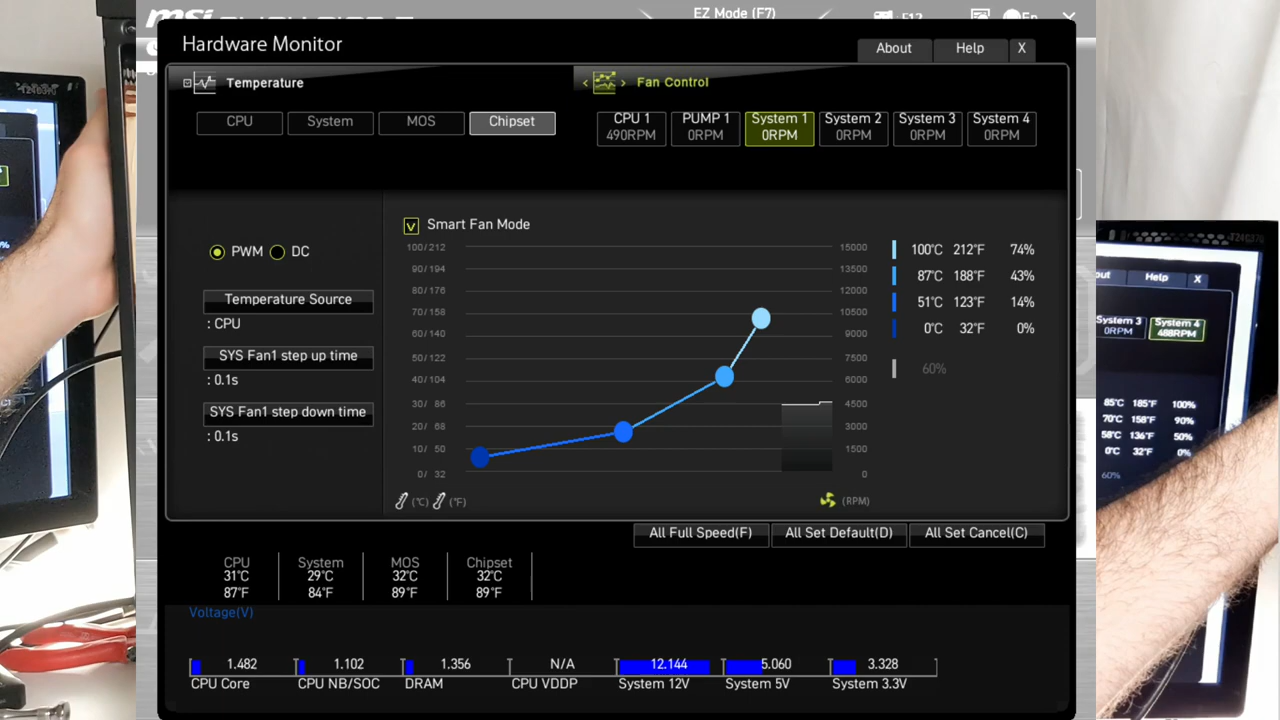 msi
EZ Mode (F7)
: F12
En
X
Hardware Monitor
About
Help
X
Temperature
Fan Control
CPU
System
MOS
Chipset
CPU 1
490RPM
PUMP 1
0RPM
System 1
0RPM
System 2
0RPM
System 3
0RPM
System 4
0RPM
V
Smart Fan Mode
PWM
DC
Temperature Source
: CPU
SYS Fan1 step up time
: 0.1s
SYS Fan1 step down time
: 0.1s
100/212
90/194
80/176
70/158
60/140
50/122
40/104
30/ 86
20/ 68
10/ 50
0/ 32
15000
13500
12000
10500
9000
7500
6000
4500
3000
1500
0
(℃)
(℉)
(RPM)
100℃ 212℉ 74%
87℃ 188℉ 43%
51℃ 123℉ 14%
0℃ 32℉ 0%
60%
All Full Speed(F)
All Set Default(D)
All Set Cancel(C)
CPU
31℃
87℉
System
29℃
84℉
MOS
32℃
89℉
Chipset
32℃
89℉
Voltage(V)
1.482
CPU Core
1.102
CPU NB/SOC
1.356
DRAM
N/A
CPU VDDP
12.144
System 12V
5.060
System 5V
3.328
System 3.3V
out
Help
X
System 3
0RPM
System 4
488RPM
85℃ 185℉ 100%
70℃ 158℉ 90%
58℃ 136℉ 50%
0℃ 32℉ 0%
60%